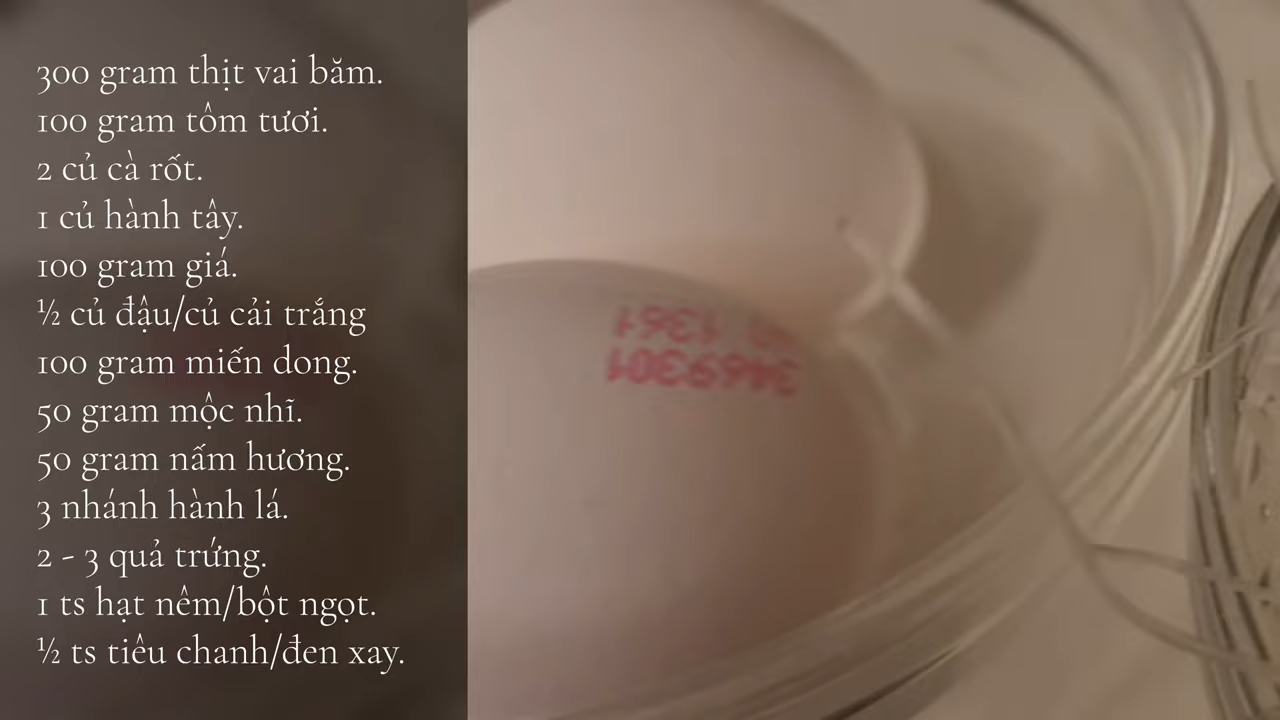 300 gram thịt vai băm.
100 gram tôm tươi.
2 củ cà rốt.
1 củ hành tây.
100 gram giá.
½ củ đậu/củ cải trắng
100 gram miến dong.
50 gram mộc nhĩ.
50 gram nấm hương.
3 nhánh hành lá.
2 - 3 quả trứng.
1 ts hạt nêm/bột ngọt.
½ ts tiêu chanh/đen xay.
3469301
1361